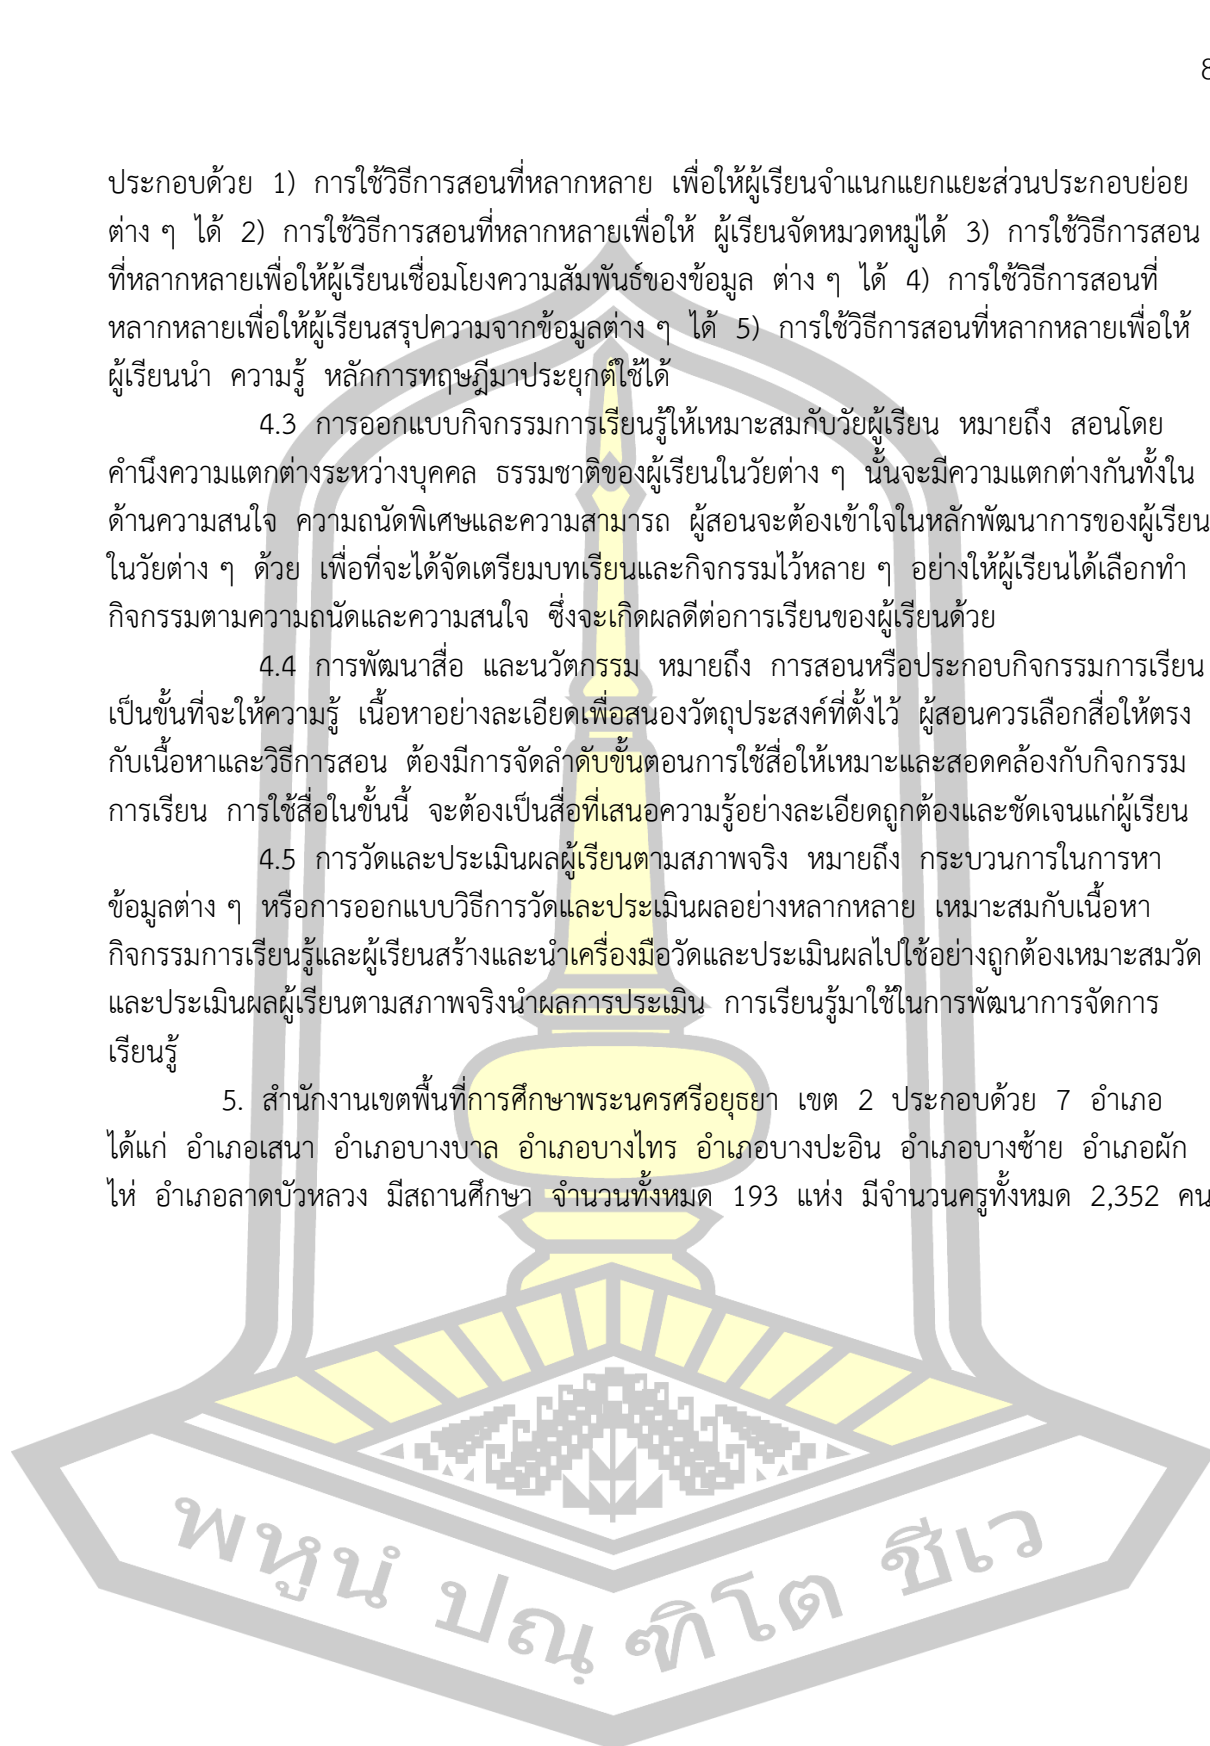 8
ประกอบด้วย 1) การใช้วิธีการสอนที่หลากหลาย เพื่อให้ผู้เรียนจำแนกแยกแยะส่วนประกอบย่อย
ต่าง ๆ ได้ 2) การใช้วิธีการสอนที่หลากหลายเพื่อให้ ผู้เรียนจัดหมวดหมู่ได้ 3) การใช้วิธีการสอน
ที่หลากหลายเพื่อให้ผู้เรียนเชื่อมโยงความสัมพันธ์ของข้อมูล ต่าง ๆ ได้ 4) การใช้วิธีการสอนที่
หลากหลายเพื่อให้ผู้เรียนสรุปความจากข้อมูลต่าง ๆ ได้ 5) การใช้วิธีการสอนที่หลากหลายเพื่อให้
ผู้เรียนนำ ความรู้ หลักการทฤษฎีมาประยุกต์ใช้ได้
4.3 การออกแบบกิจกรรมการเรียนรู้ให้เหมาะสมกับวัยผู้เรียน หมายถึง สอนโดย
คำนึงความแตกต่างระหว่างบุคคล ธรรมชาติของผู้เรียนในวัยต่าง ๆ นั้นจะมีความแตกต่างกันทั้งใน
ด้านความสนใจ ความถนัดพิเศษและความสามารถ ผู้สอนจะต้องเข้าใจในหลักพัฒนาการของผู้เรียน
ในวัยต่าง ๆ ด้วย เพื่อที่จะได้จัดเตรียมบทเรียนและกิจกรรมไว้หลาย ๆ อย่างให้ผู้เรียนได้เลือกทำ
กิจกรรมตามความถนัดและความสนใจ ซึ่งจะเกิดผลดีต่อการเรียนของผู้เรียนด้วย
4.4 การพัฒนาสื่อ และนวัตกรรม หมายถึง การสอนหรือประกอบกิจกรรมการเรียน
เป็นขั้นที่จะให้ความรู้ เนื้อหาอย่างละเอียดเพื่อสนองวัตถุประสงค์ที่ตั้งไว้ ผู้สอนควรเลือกสื่อให้ตรง
กับเนื้อหาและวิธีการสอน ต้องมีการจัดลำดับขั้นตอนการใช้สื่อให้เหมาะและสอดคล้องกับกิจกรรม
การเรียน การใช้สื่อในขั้นนี้ จะต้องเป็นสื่อที่เสนอความรู้อย่างละเอียดถูกต้องและชัดเจนแก่ผู้เรียน
4.5 การวัดและประเมินผลผู้เรียนตามสภาพจริง หมายถึง กระบวนการในการหา
ข้อมูลต่าง ๆ หรือการออกแบบวิธีการวัดและประเมินผลอย่างหลากหลาย เหมาะสมกับเนื้อหา
กิจกรรมการเรียนรู้และผู้เรียนสร้างและนำเครื่องมือวัดและประเมินผลไปใช้อย่างถูกต้องเหมาะสมวัด
และประเมินผลผู้เรียนตามสภาพจริงนำผลการประเมิน การเรียนรู้มาใช้ในการพัฒนาการจัดการ
เรียนรู้
5. สำนักงานเขตพื้นที่การศึกษาพระนครศรีอยุธยา เขต 2 ประกอบด้วย 7 อำเภอ
ได้แก่ อำเภอเสนา อำเภอบางบาล อำเภอบางไทร อำเภอบางปะอิน อำเภอบางซ้าย อำเภอผัก
ไห่ อำเภอลาดบัวหลวง มีสถานศึกษา จำนวนทั้งหมด 193 แห่ง มีจำนวนครูทั้งหมด 2,352 คน
พหูนํ ปณฺฑิโต ชีเว